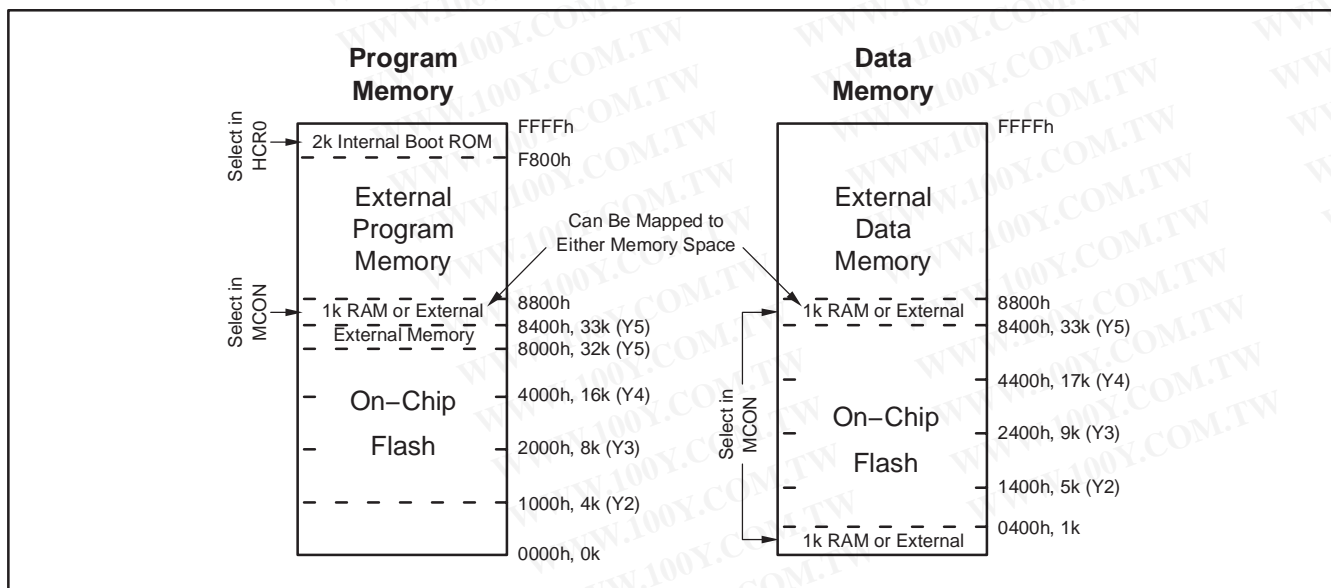 Program
Memory
Select in
HCR0
2k Internal Boot ROM
FFFFh
F800h
External
Program
Memory
Can Be Mapped to
Either Memory Space
Select in
MCON
1k RAM or External
External Memory
8800h
8400h, 33k (Y5)
8000h, 32k (Y5)
On−Chip
Flash
4000h, 16k (Y4)
2000h, 8k (Y3)
1000h, 4k (Y2)
0000h, 0k
Data
Memory
FFFFh
External
Data
Memory
8800h
1k RAM or External
8400h, 33k (Y5)
Select in
MCON
4400h, 17k (Y4)
On−Chip
Flash
2400h, 9k (Y3)
1400h, 5k (Y2)
0400h, 1k
1k RAM or External
WWW.100Y.COM.TW